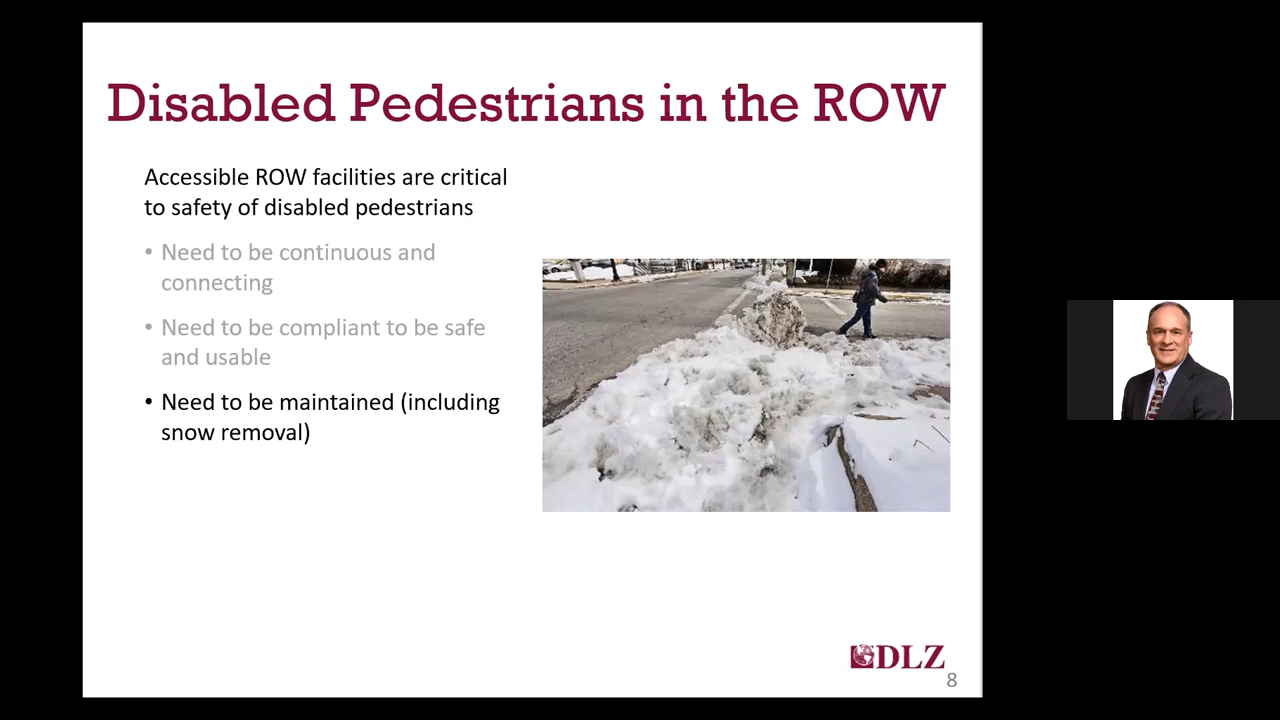 Disabled Pedestrians in the ROW
Accessible ROW facilities are critical
to safety of disabled pedestrians
• Need to be continuous and
connecting
• Need to be compliant to be safe
and usable
• Need to be maintained (including
snow removal)
DLZ
8